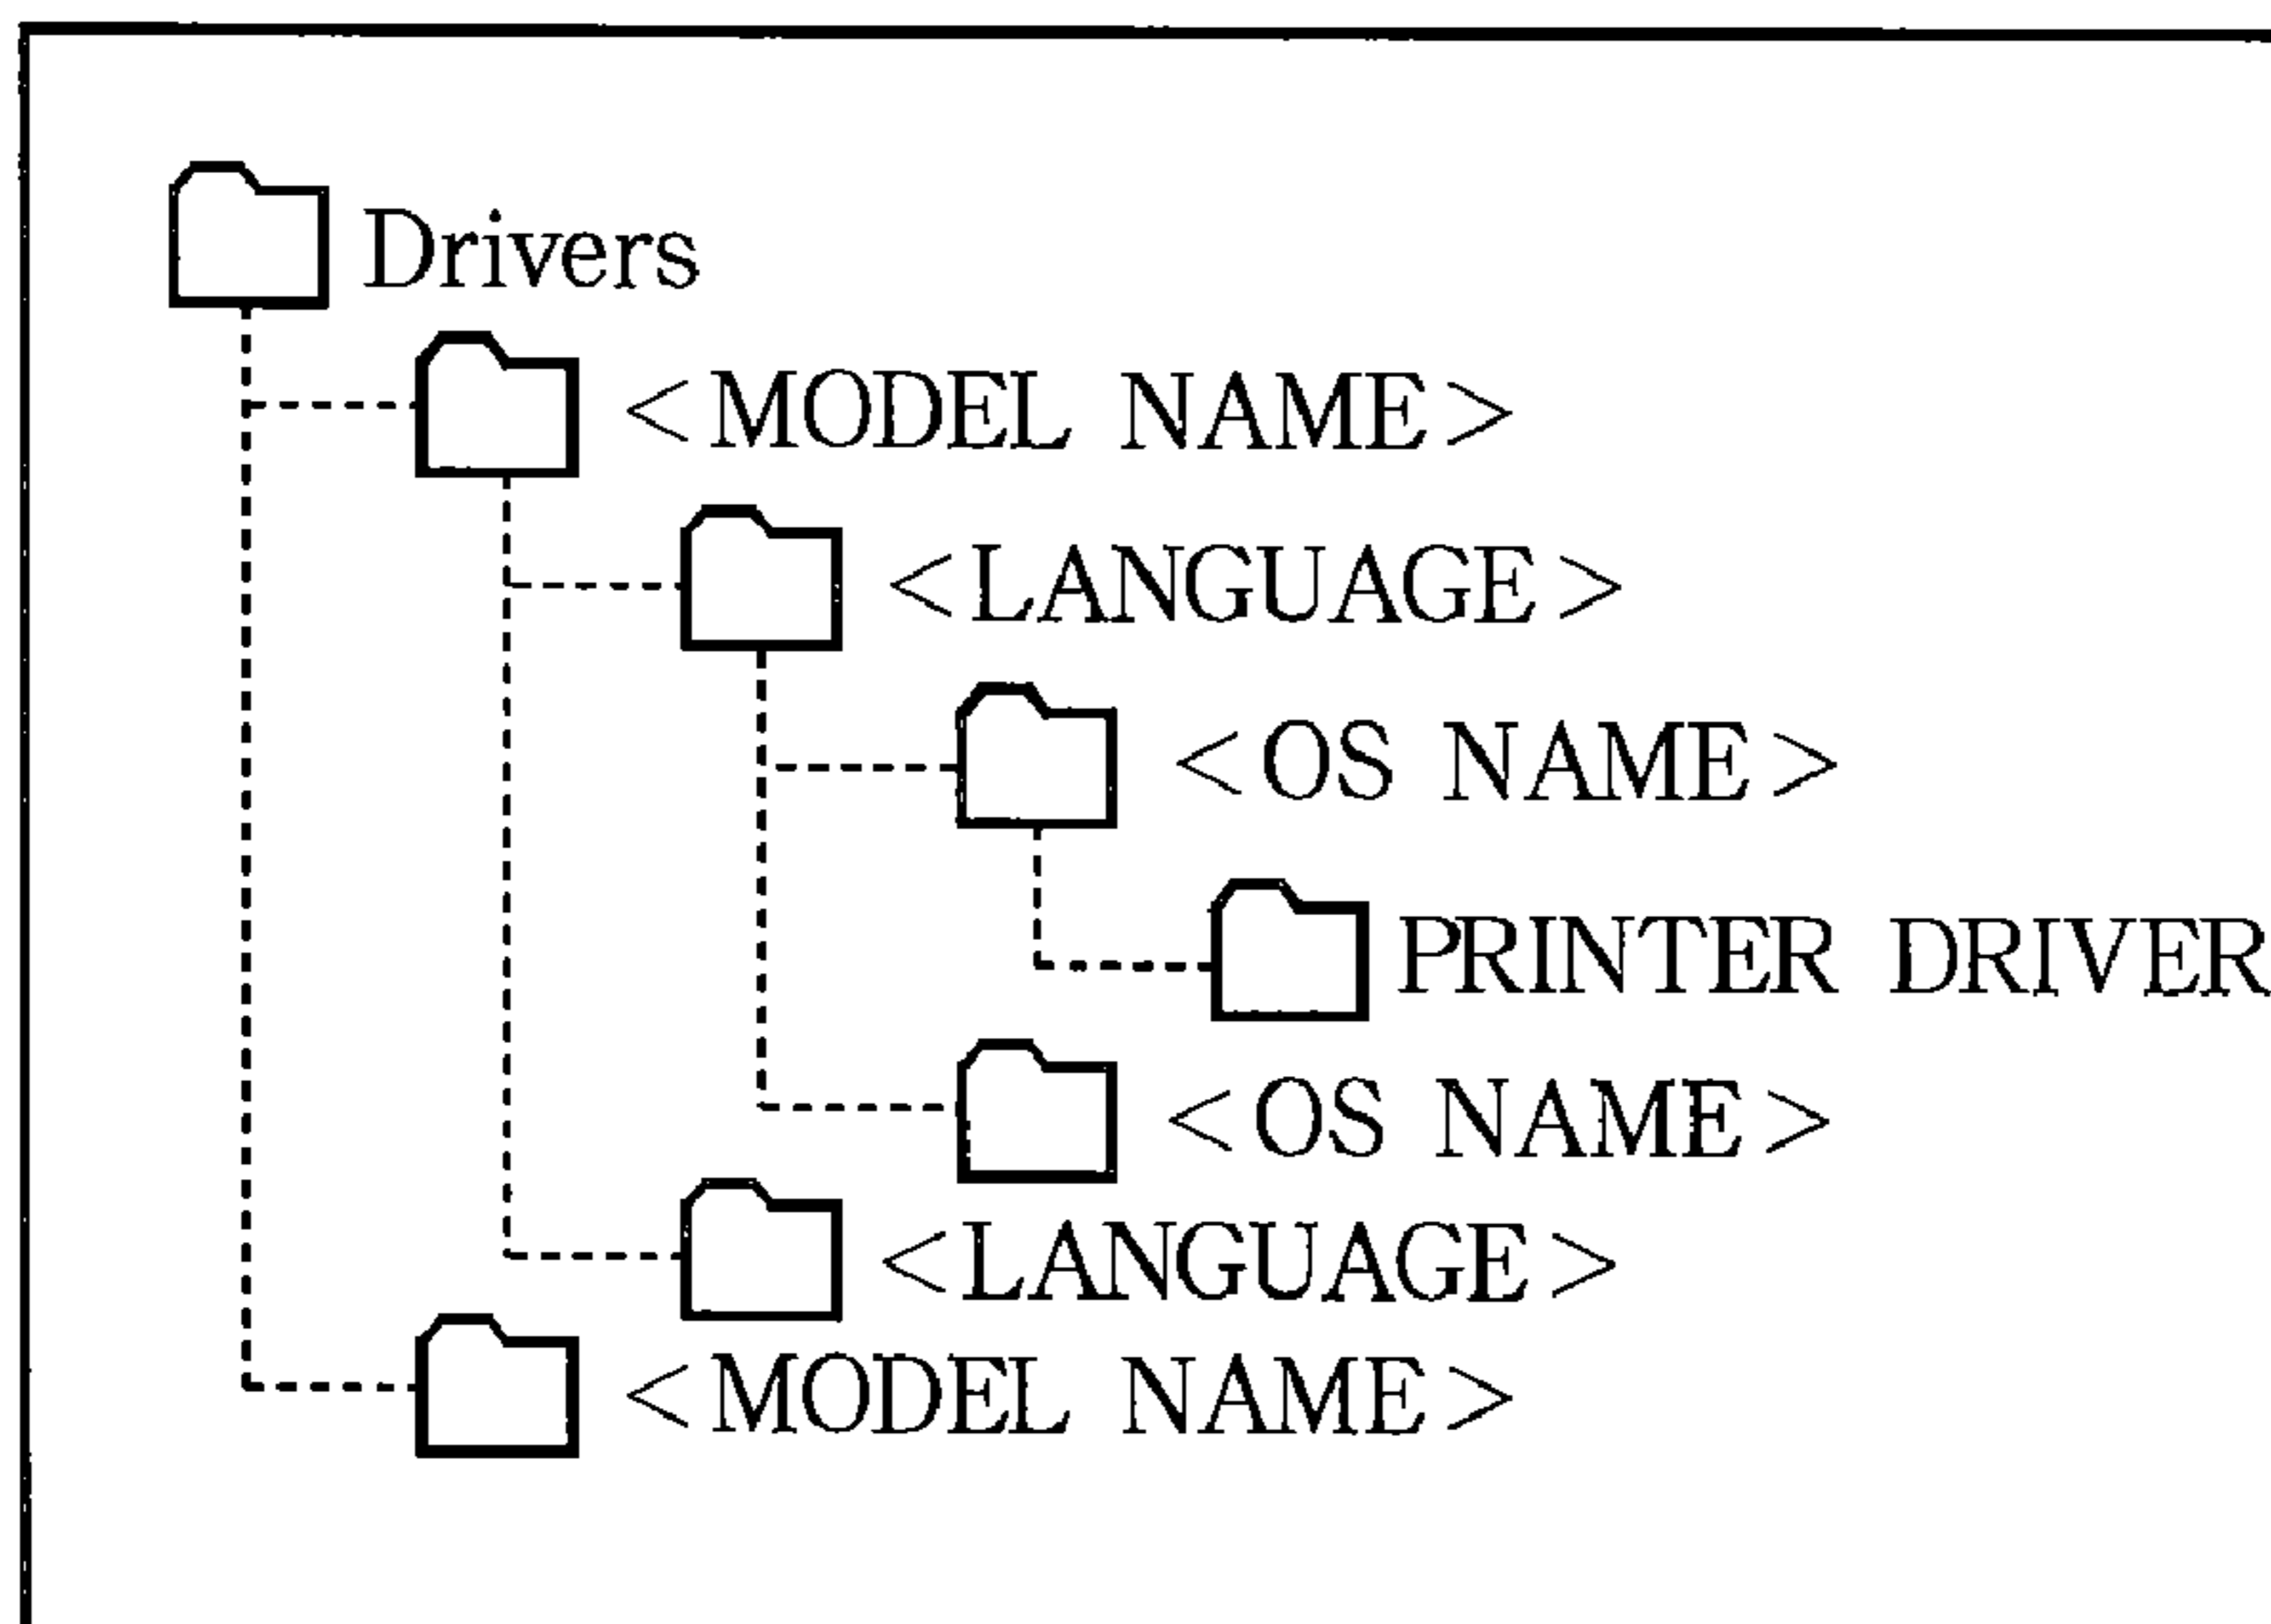 Drivers
<MODEL NAME>
<LANGUAGE>
<OS NAME>
PRINTER DRIVER
<OS NAME>
<LANGUAGE>
<MODEL NAME>